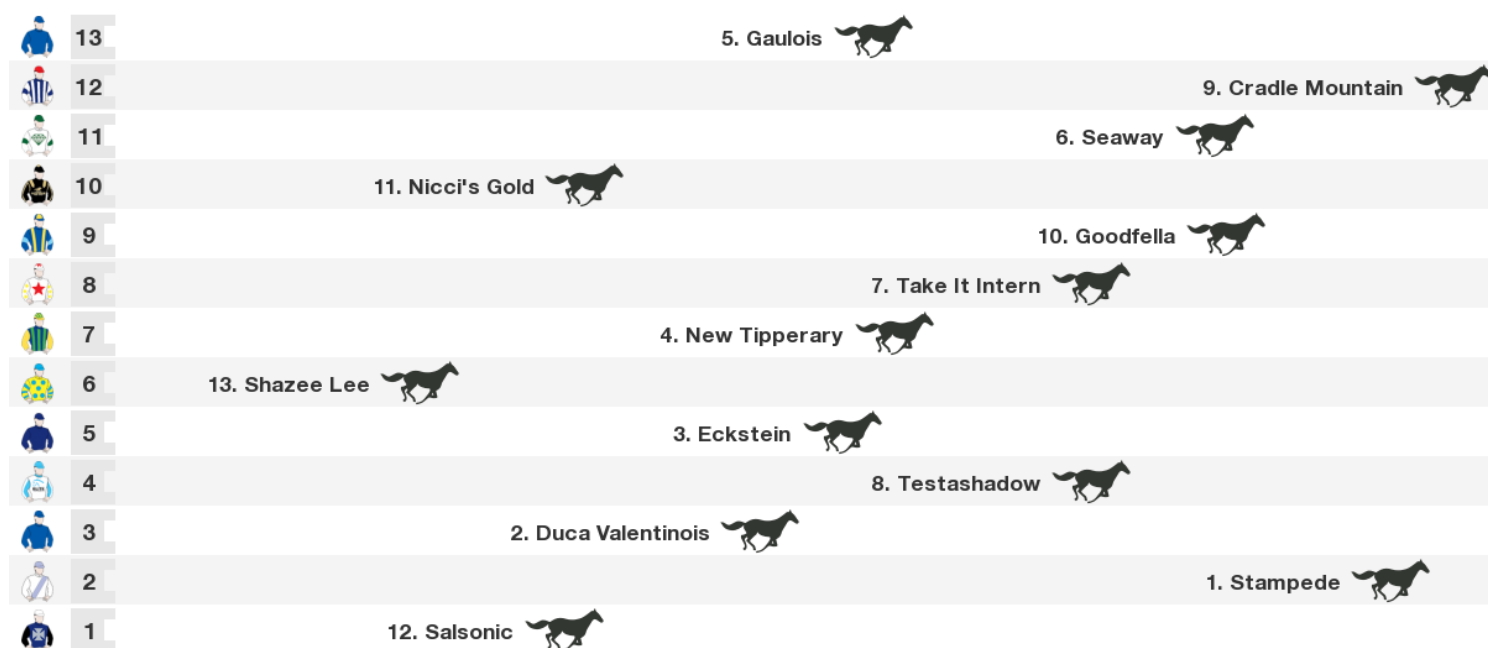 13 5. Gaulois
12 9. Cradle Mountain
11 6. Seaway
10 11. Nicci's Gold
9 10. Goodfella
8 7. Take It Intern
7 4. New Tipperary
6 13. Shazee Lee
5 3. Eckstein
4 8. Testashadow
3 2. Duca Valentinois
2 1. Stampede
1 12. Salsonic